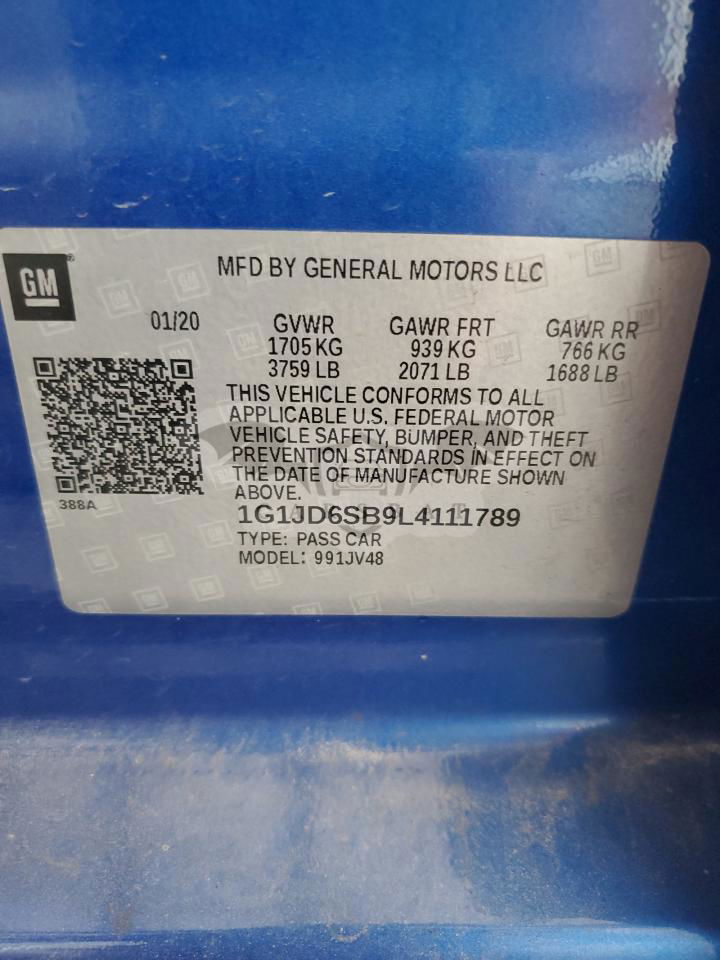 GM
MFD BY GENERAL MOTORS LLC
01/20
GVWR GAWR FRT GAWR RR
1705 KG 939 KG 766 KG
3759 LB 2071 LB 1688 LB
THIS VEHICLE CONFORMS TO ALL
APPLICABLE U.S. FEDERAL MOTOR
VEHICLE SAFETY, BUMPER, AND THEFT
PREVENTION STANDARDS IN EFFECT ON
THE DATE OF MANUFACTURE SHOWN
ABOVE.
388A
1G1JD6SB9L4111789
TYPE: PASS CAR
MODEL: 991JV48